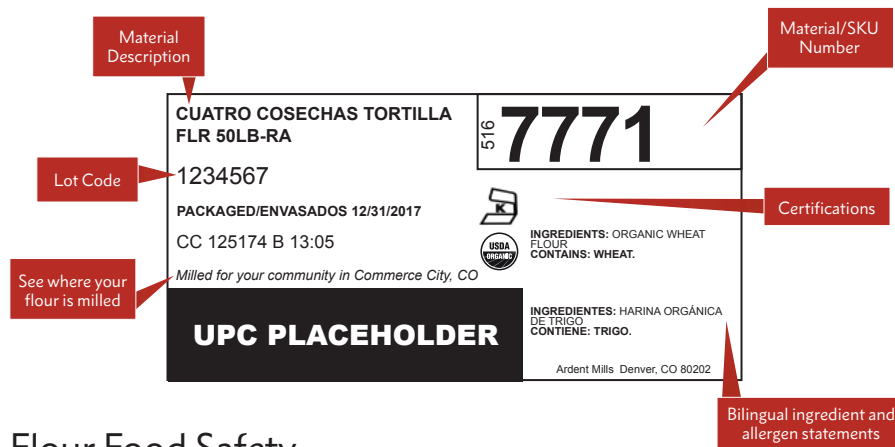 Material
Description
Material/SKU
Number
CUATRO COSECHAS TORTILLA
FLR 50LB-RA
516
7771
Lot Code
1234567
PACKAGED/ENVASADOS 12/31/2017
CC 125174 B 13:05
Milled for your community in Commerce City, CO
See where your
flour is milled
UPC PLACEHOLDER
K
Certifications
USDA
ORGANIC
INGREDIENTS: ORGANIC WHEAT
FLOUR
CONTAINS: WHEAT.
INGREDIENTES: HARINA ORGÁNICA
DE TRIGO
CONTIENE: TRIGO.
Ardent Mills Denver, CO 80202
Bilingual ingredient and
allergen statements
Flour Food Safety